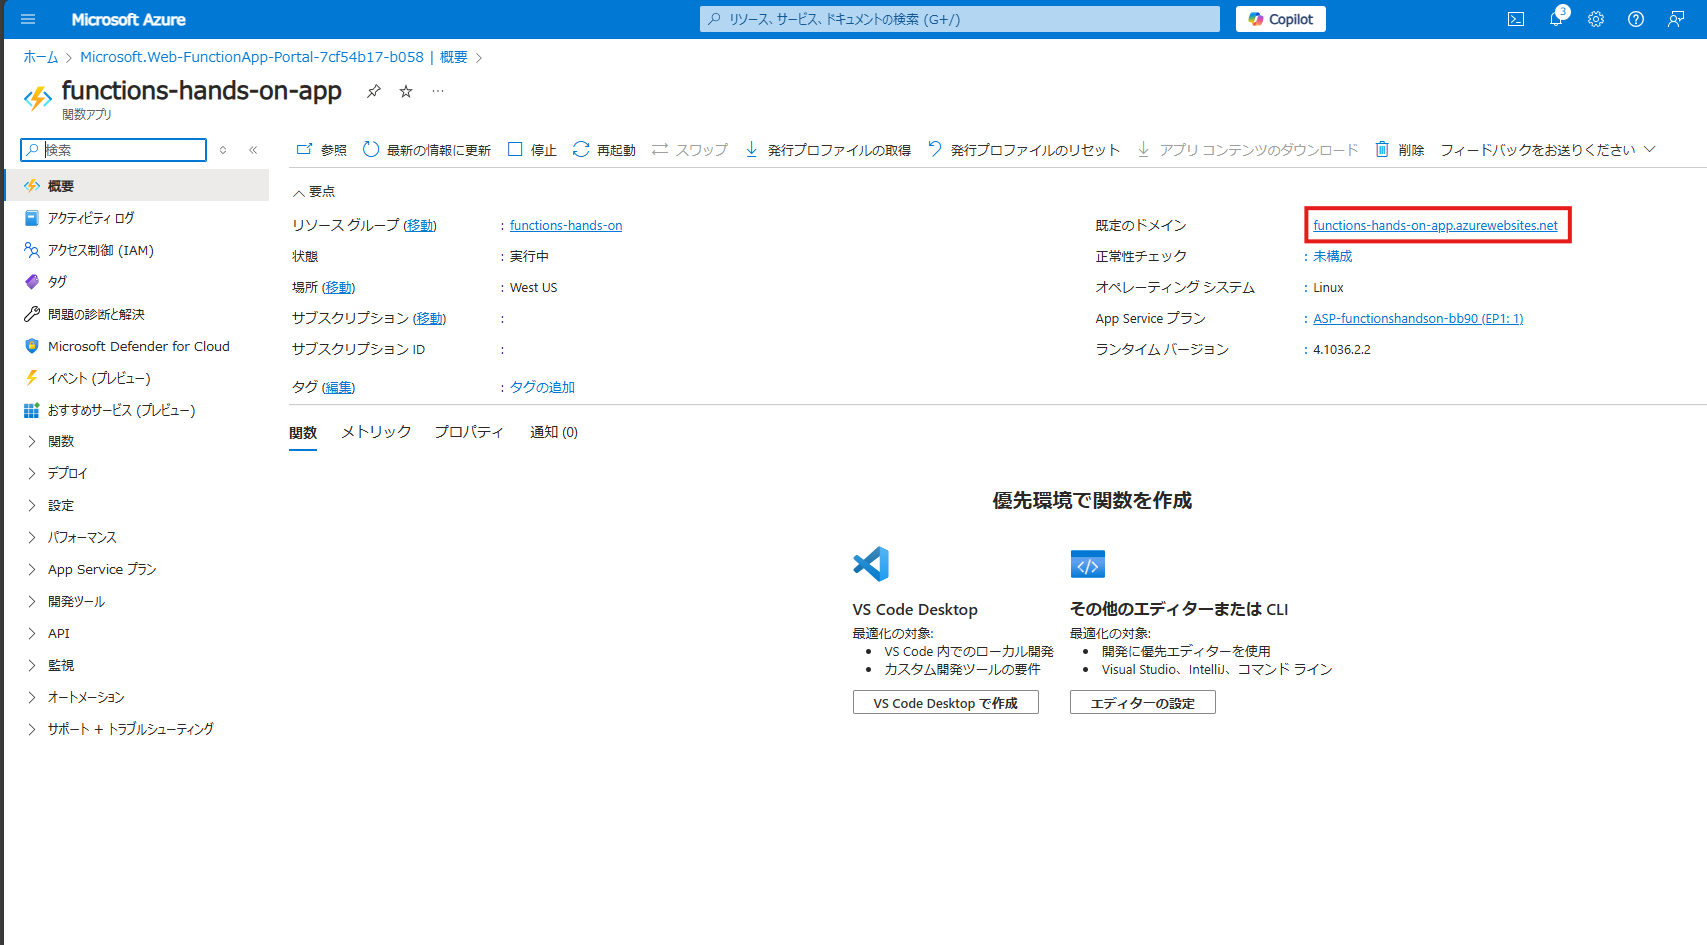 Microsoft Azure
リソース、サービス、ドキュメントの検索 (G+/)
Copilot
3
ホーム > Microsoft.Web-FunctionApp-Portal-7cf54b17-b058 | 概要 >
functions-hands-on-app
関数アプリ
検索
参照 最新の情報に更新 停止 再起動 スワップ 発行プロファイルの取得 発行プロファイルのリセット アプリ コンテンツのダウンロード 削除 フィードバックをお送りください
概要
アクティビティ ログ
アクセス制御 (IAM)
タグ
問題の診断と解決
Microsoft Defender for Cloud
イベント (プレビュー)
おすすめサービス (プレビュー)
関数
デプロイ
設定
パフォーマンス
App Service プラン
開発ツール
API
監視
オートメーション
サポート + トラブルシューティング
要点
リソース グループ (移動) : functions-hands-on
状態 : 実行中
場所 (移動) : West US
サブスクリプション (移動) :
サブスクリプション ID :
タグ (編集) : タグの追加
既定のドメイン functions-hands-on-app.azurewebsites.net
正常性チェック : 未構成
オペレーティング システム : Linux
App Service プラン : ASP-functionshandson-bb90 (EP1: 1)
ランタイム バージョン : 4.1036.2.2
関数 メトリック プロパティ 通知 (0)
優先環境で関数を作成
VS Code Desktop
最適化の対象:
• VS Code 内でのローカル開発
• カスタム開発ツールの要件
VS Code Desktop で作成
その他のエディターまたは CLI
最適化の対象:
• 開発に優先エディターを使用
• Visual Studio、IntelliJ、コマンド ライン
エディターの設定